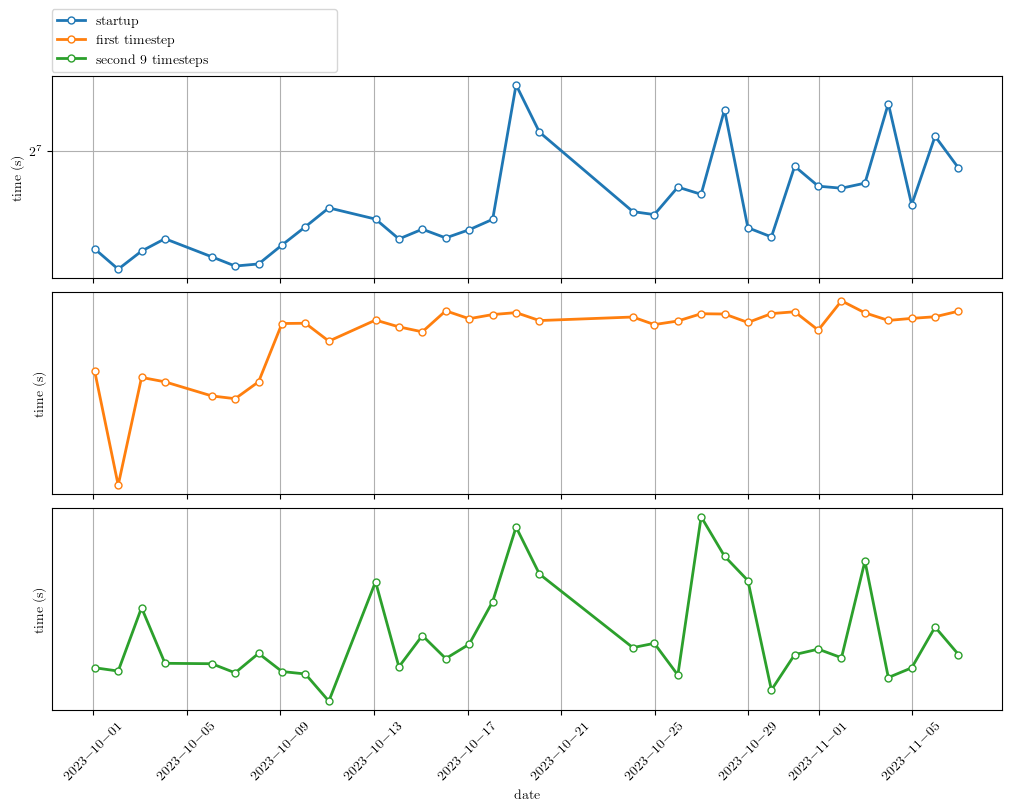 startup
first timestep
second 9 timesteps
2^7
time (s)
time (s)
time (s)
2023-10-01
2023-10-05
2023-10-09
2023-10-13
2023-10-17
2023-10-21
2023-10-25
2023-10-29
2023-11-01
2023-11-05
date